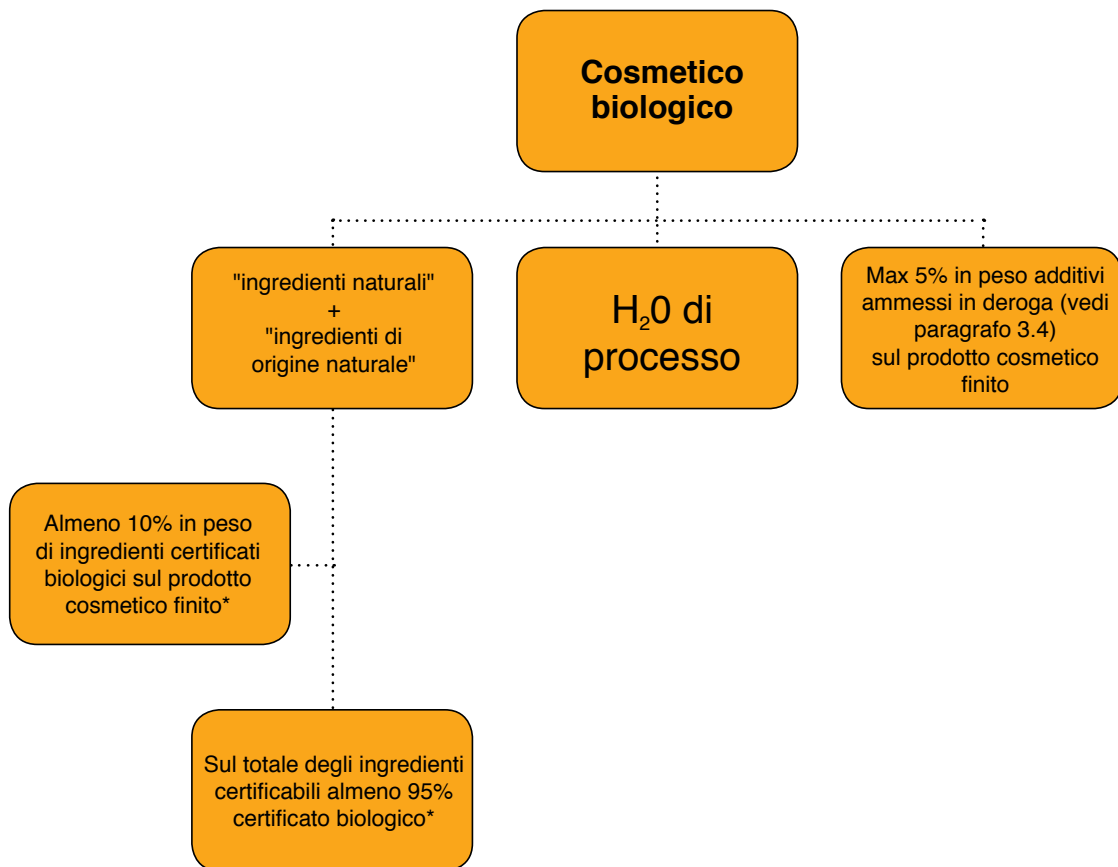 Cosmetico
biologico
"ingredienti naturali"
+
"ingredienti di
origine naturale"
H₂0 di
processo
Max 5% in peso additivi
ammessi in deroga (vedi
paragrafo 3.4)
sul prodotto cosmetico
finito
Almeno 10% in peso
di ingredienti certificati
biologici sul prodotto
cosmetico finito*
Sul totale degli ingredienti
certificabili almeno 95%
certificato biologico*